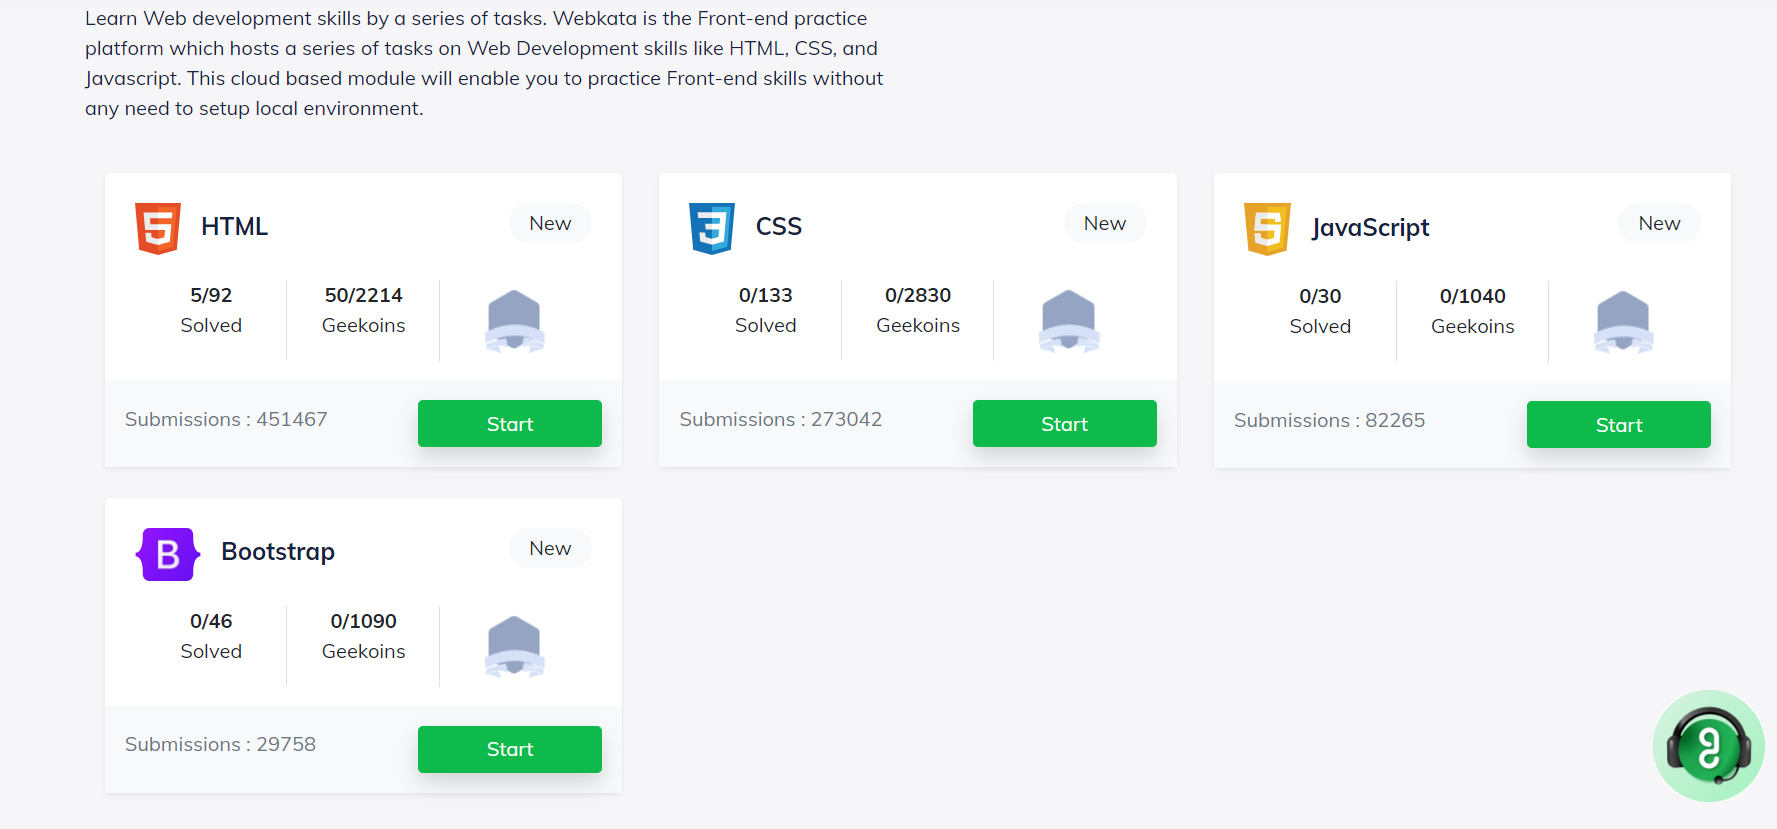 Learn Web development skills by a series of tasks. Webkata is the Front-end practice
platform which hosts a series of tasks on Web Development skills like HTML, CSS, and
Javascript. This cloud based module will enable you to practice Front-end skills without
any need to setup local environment.
HTML
New
5/92
Solved
50/2214
Geekoins
Submissions : 451467
Start
CSS
New
0/133
Solved
0/2830
Geekoins
Submissions : 273042
Start
JavaScript
New
0/30
Solved
0/1040
Geekoins
Submissions : 82265
Start
B
Bootstrap
New
0/46
Solved
0/1090
Geekoins
Submissions : 29758
Start